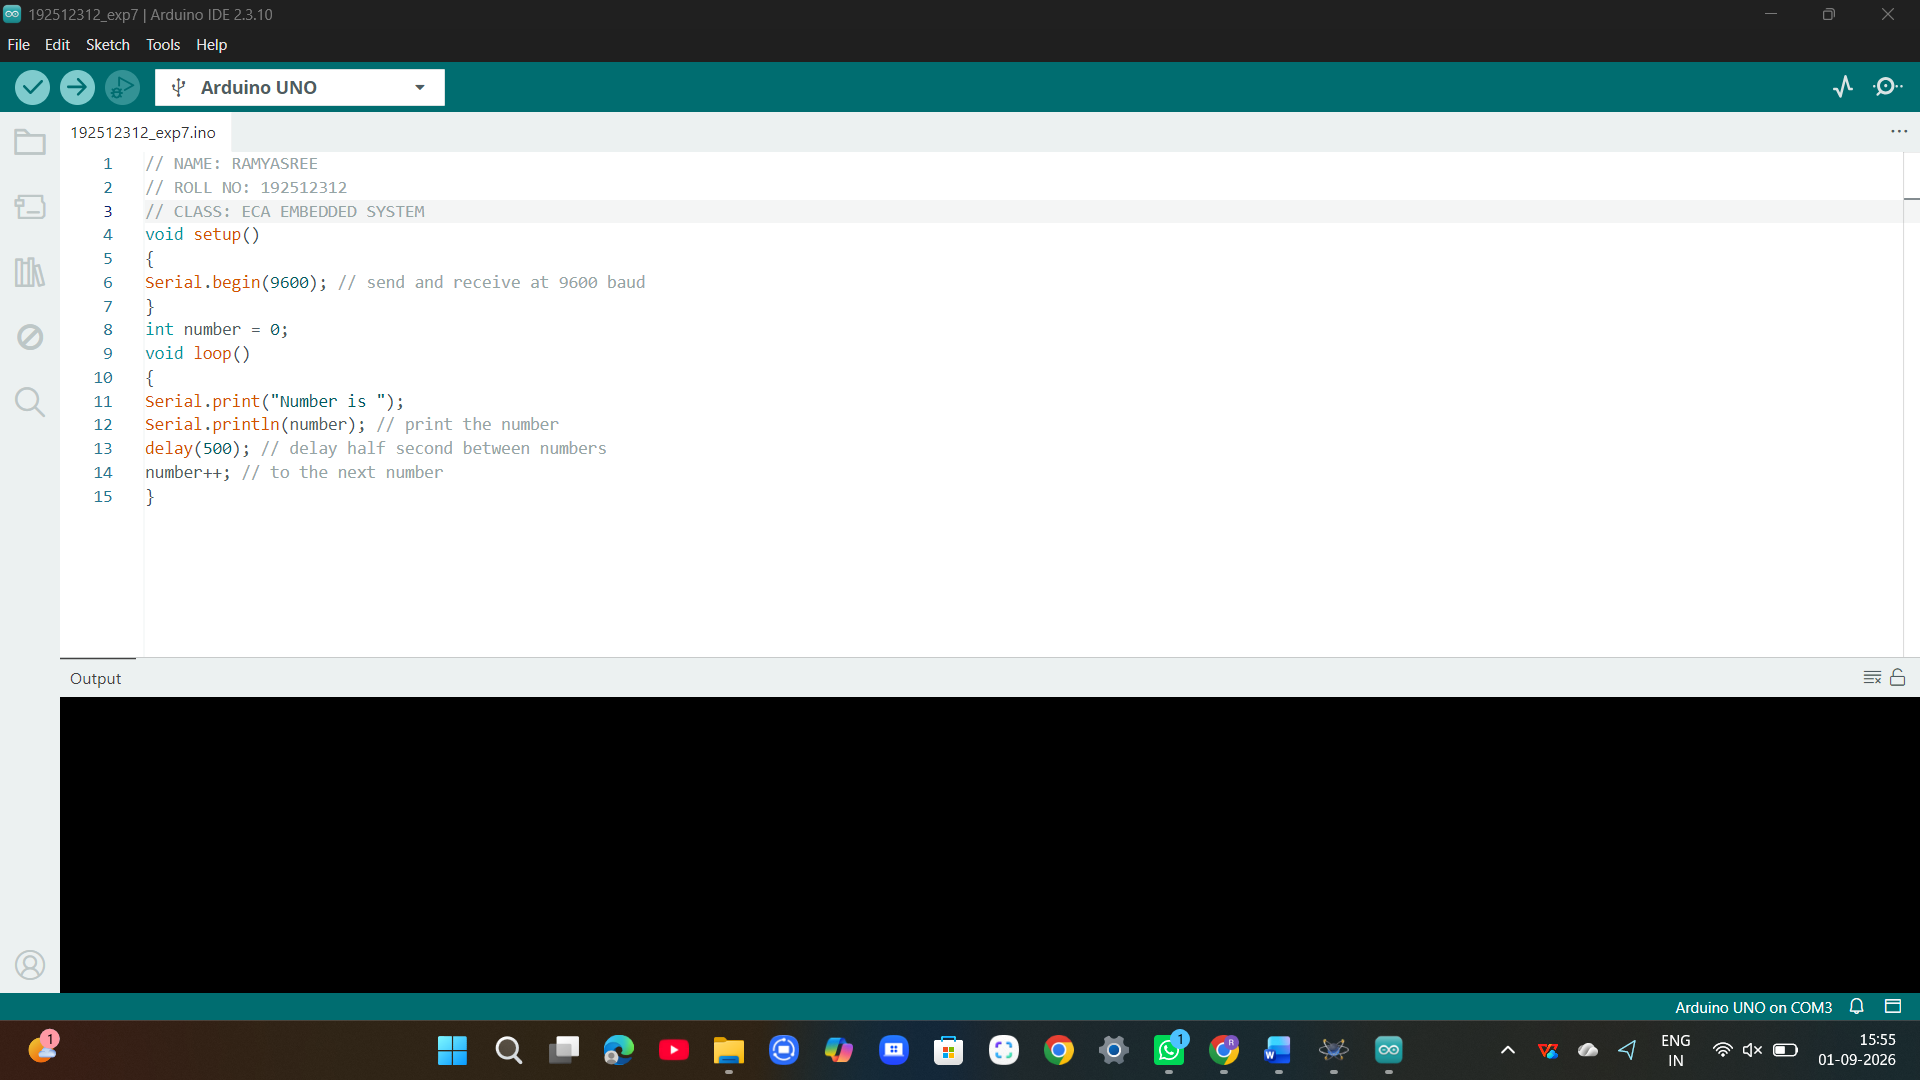 192512312_exp7 | Arduino IDE 2.3.10
File Edit Sketch Tools Help
Arduino UNO
192512312_exp7.ino
1 // NAME: RAMYASREE
2 // ROLL NO: 192512312
3 // CLASS: ECA EMBEDDED SYSTEM
4 void setup()
5 {
6 Serial.begin(9600); // send and receive at 9600 baud
7 }
8 int number = 0;
9 void loop()
10 {
11 Serial.print("Number is ");
12 Serial.println(number); // print the number
13 delay(500); // delay half second between numbers
14 number++; // to the next number
15 }
Output
Arduino UNO on COM3
1
W
1
R
ENG
IN
15:55
01-09-2026